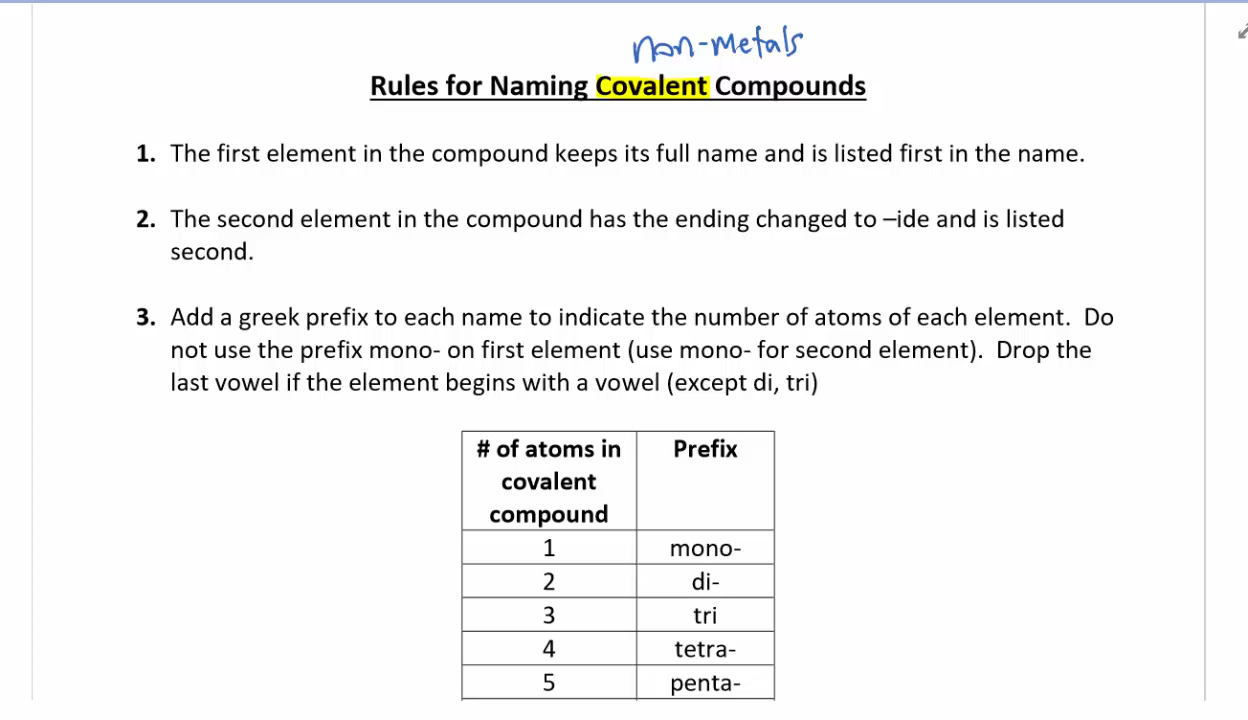 non-metals
Rules for Naming Covalent Compounds
1. The first element in the compound keeps its full name and is listed first in the name.
2. The second element in the compound has the ending changed to –ide and is listed
second.
3. Add a greek prefix to each name to indicate the number of atoms of each element. Do
not use the prefix mono- on first element (use mono- for second element). Drop the
last vowel if the element begins with a vowel (except di, tri)
# of atoms in Prefix
covalent
compound
1 mono-
2 di-
3 tri
4 tetra-
5 penta-